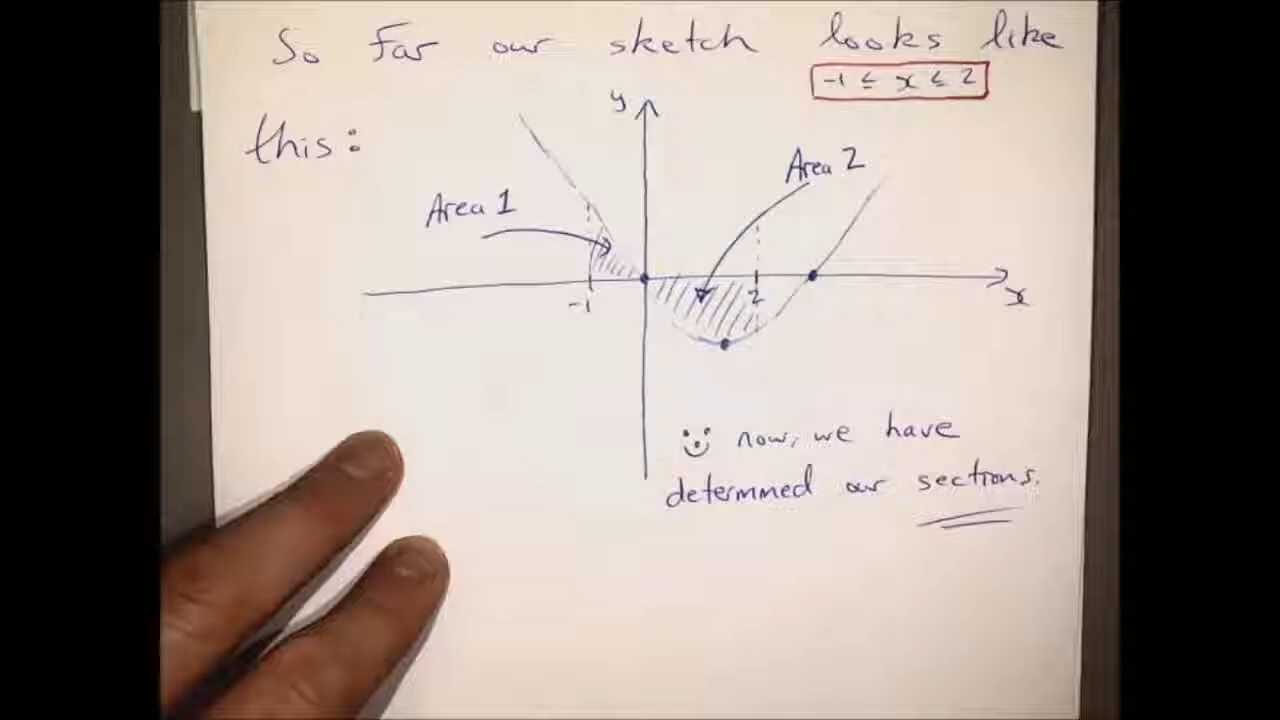 So far our sketch looks like
-1 ≤ x ≤ 2
this:
y
Area 2
Area 1
-1
2
x
now, we have
determined our sections.